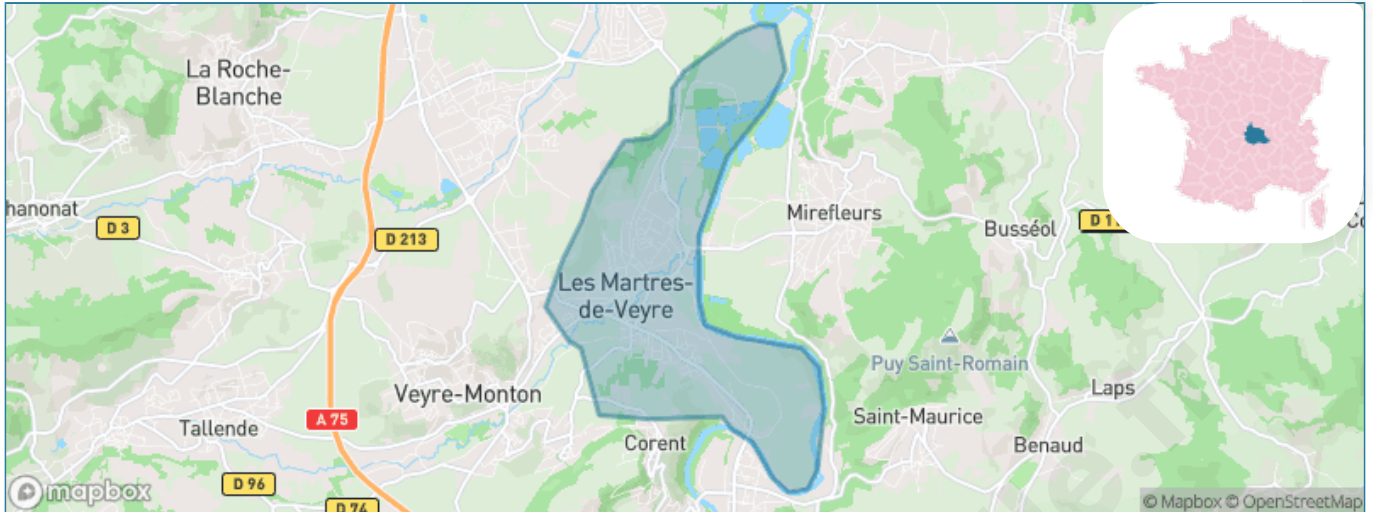 La Roche-
Blanche
hanonat
D 3
D 213
Mirefleurs
Busséol
D 1
Les Martres-
de-Veyre
Puy Saint-Romain
Veyre-Monton
Laps
A 75
Tallende
Saint-Maurice
Corent
Benaud
D 96
D 74
mapbox
© Mapbox © OpenStreetMap